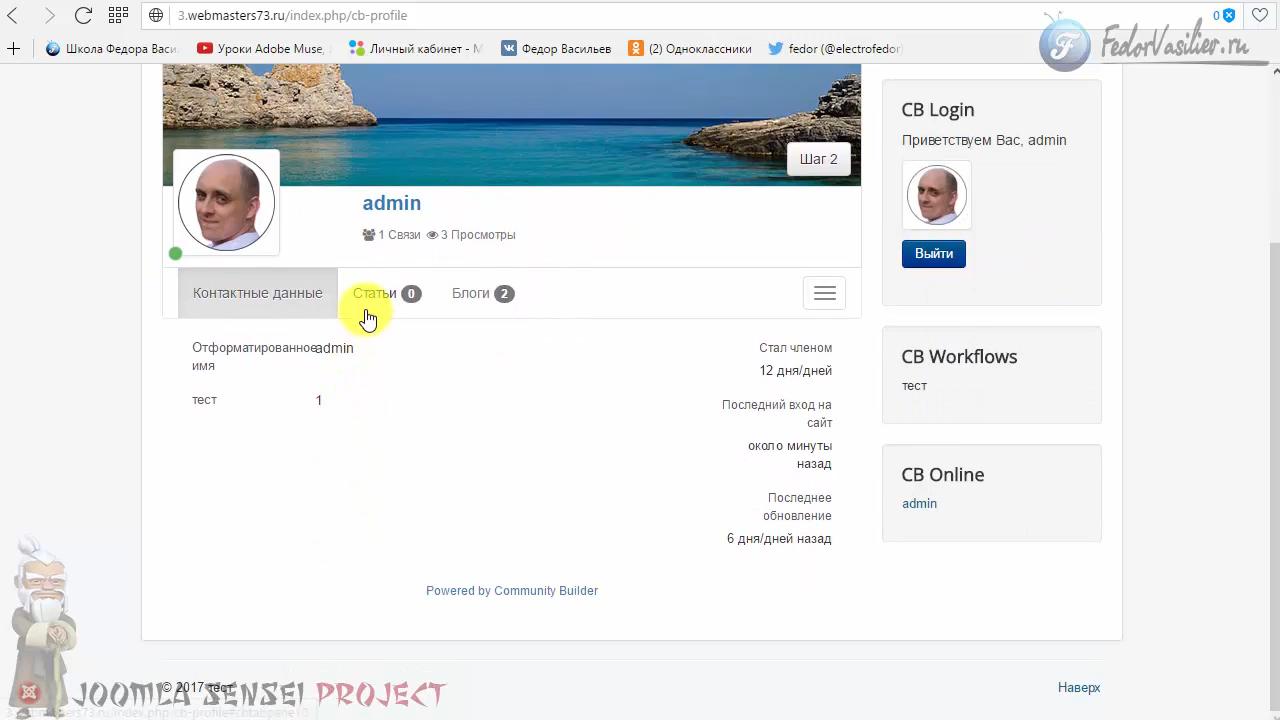 3.webmasters73.ru/index.php/cb-profile
0
Школа Федора Васи.
Уроки Adobe Muse,
Личный кабинет - М
Федор Васильев
(2) Одноклассники
fedor (@electrofedor)
FedorVasiliev.ru
Шаг 2
admin
1 Связи 3 Просмотры
Контактные данные
Статьи 0
Блоги 2
Отформатированное
имя
admin
тест 1
Стал членом
12 дня/дней
Последний вход на
сайт
около минуты
назад
Последнее
обновление
6 дня/дней назад
Powered by Community Builder
CB Login
Приветствуем Вас, admin
Выйти
CB Workflows
тест
CB Online
admin
© 2017 тест
Наверх
JOOMLA SENSEI PROJECT